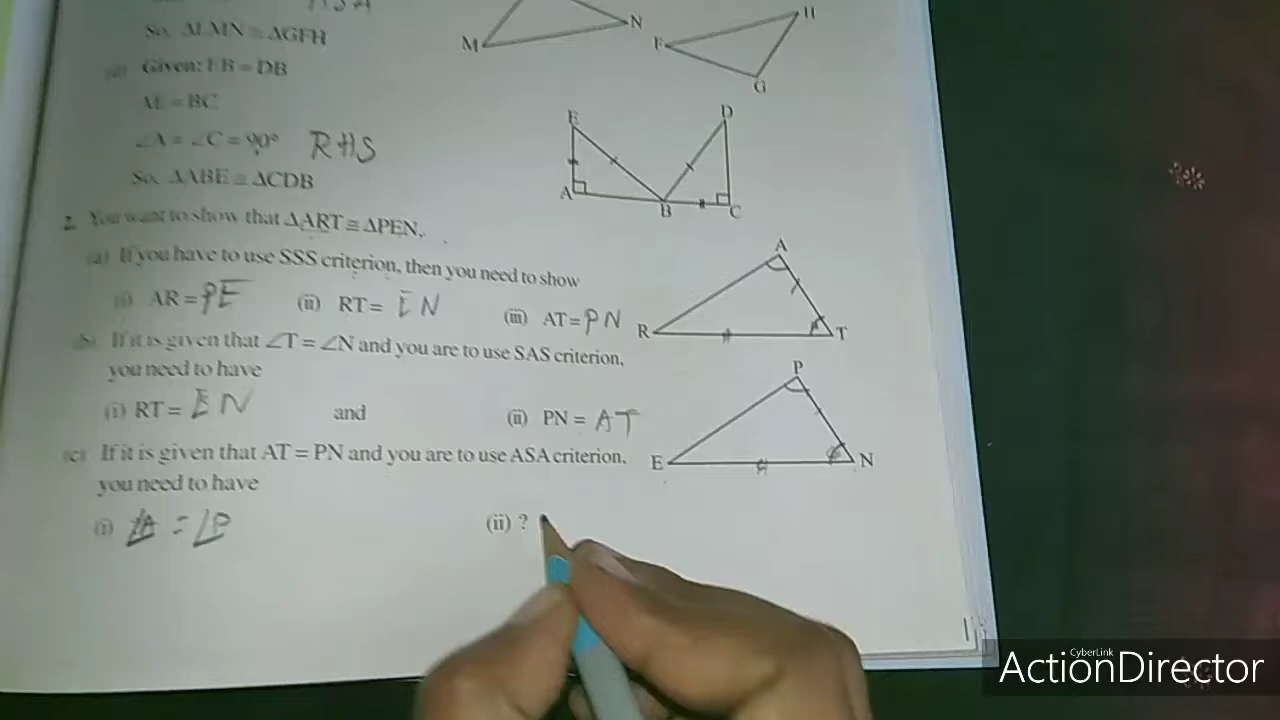 So, ΔLMN ≅ ΔGFH
(d) Given: EB = DB
AE = BC
∠A = ∠C = 90° RHS
So, ΔABE ≅ ΔCDB
2. You want to show that ΔART ≅ ΔPEN,
(a) If you have to use SSS criterion, then you need to show
(i) AR = PE (ii) RT = EN (iii) AT = PN
(b) If it is given that ∠T = ∠N and you are to use SAS criterion,
you need to have
(i) RT = EN and (ii) PN = AT
(c) If it is given that AT = PN and you are to use ASA criterion,
you need to have
(i) ∠A = ∠P (ii) ?
M N
F H
G
E D
A B C
A
R T
P
E N
CyberLink
ActionDirector